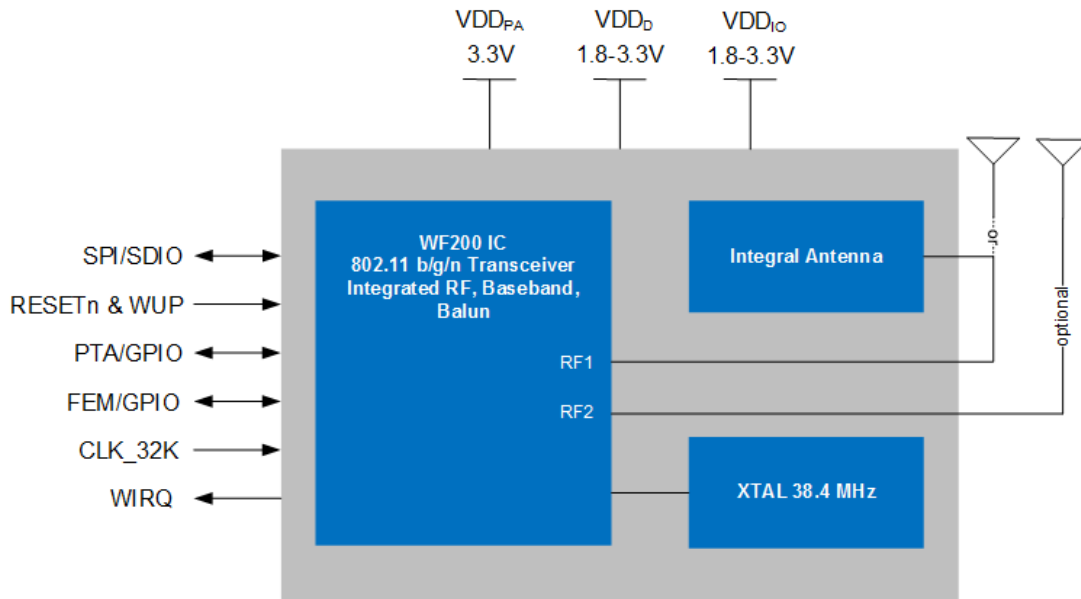 VDDPA
3.3V
VDDD
1.8-3.3V
VDDIO
1.8-3.3V
SPI/SDIO
RESETn & WUP
PTA/GPIO
FEM/GPIO
CLK_32K
WIRQ
WF200 IC
802.11 b/g/n Transceiver
Integrated RF, Baseband,
Balun
RF1
RF2
Integral Antenna
XTAL 38.4 MHz
...or...
optional